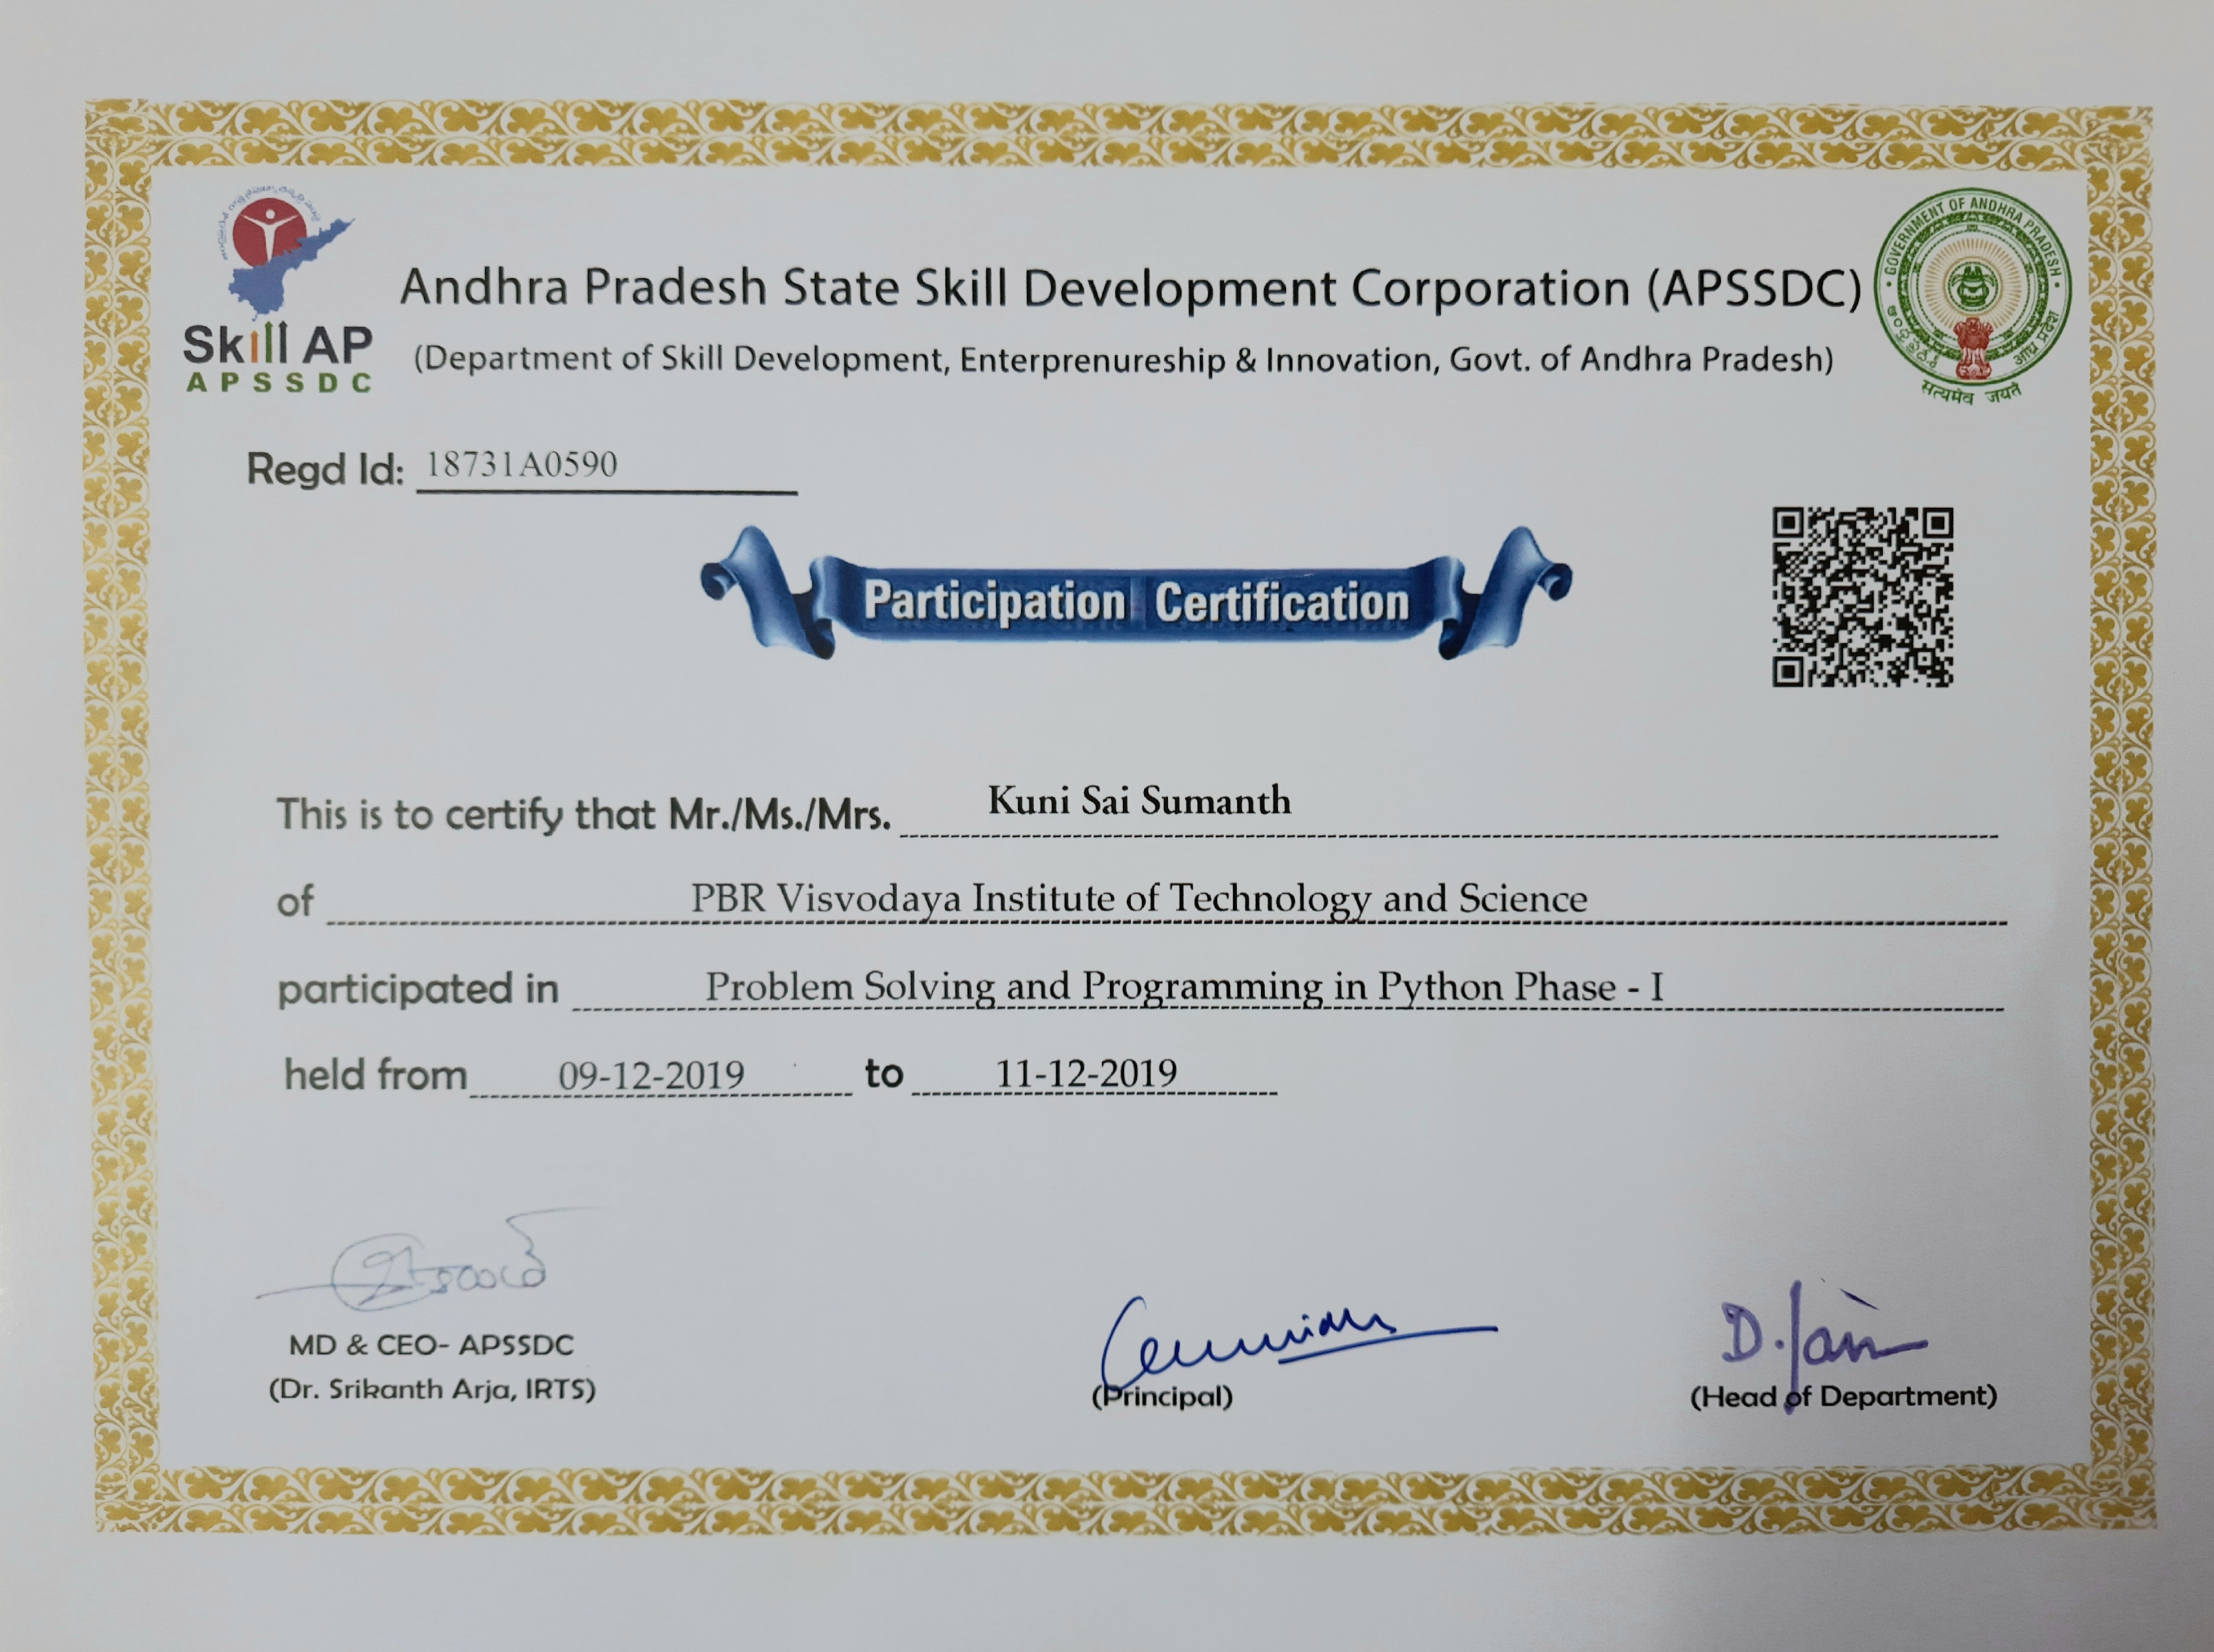 Skill AP
APSSDC
Andhra Pradesh State Skill Development Corporation (APSSDC)
(Department of Skill Development, Enterprenureship & Innovation, Govt. of Andhra Pradesh)
GOVERNMENT OF ANDHRA PRADESH
आंध्र प्रदेश
सत्यमेव जयते
Regd Id: 18731A0590
Participation Certification
This is to certify that Mr./Ms./Mrs. Kuni Sai Sumanth
of PBR Visvodaya Institute of Technology and Science
participated in Problem Solving and Programming in Python Phase - I
held from 09-12-2019 to 11-12-2019
MD & CEO- APSSDC
(Dr. Srikanth Arja, IRTS)
(Principal)
D.
(Head of Department)